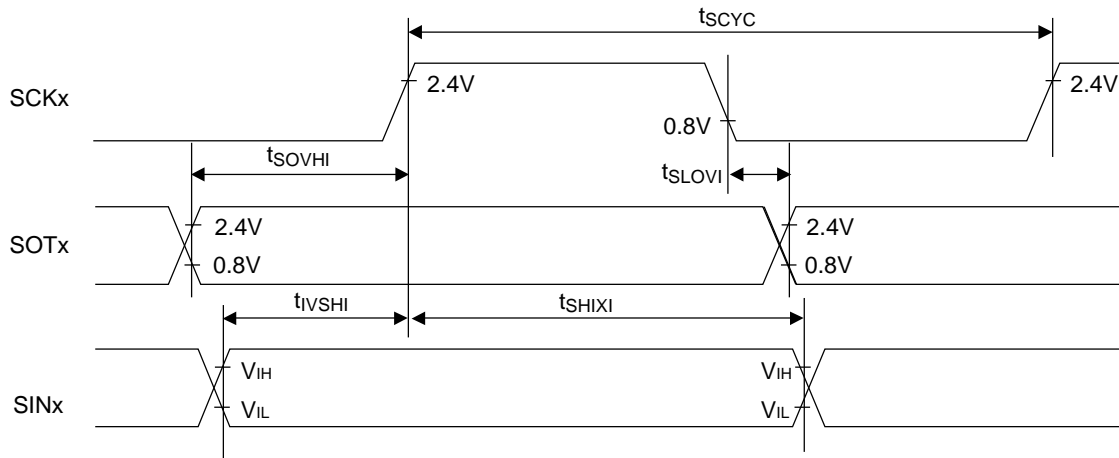 tSCYC
SCKx
2.4V
2.4V
0.8V
tSOVHI
tSLOVI
SOTx
2.4V
2.4V
0.8V
0.8V
tIVSHI
tSHIXI
SINx
VIH
VIH
VIL
VIL